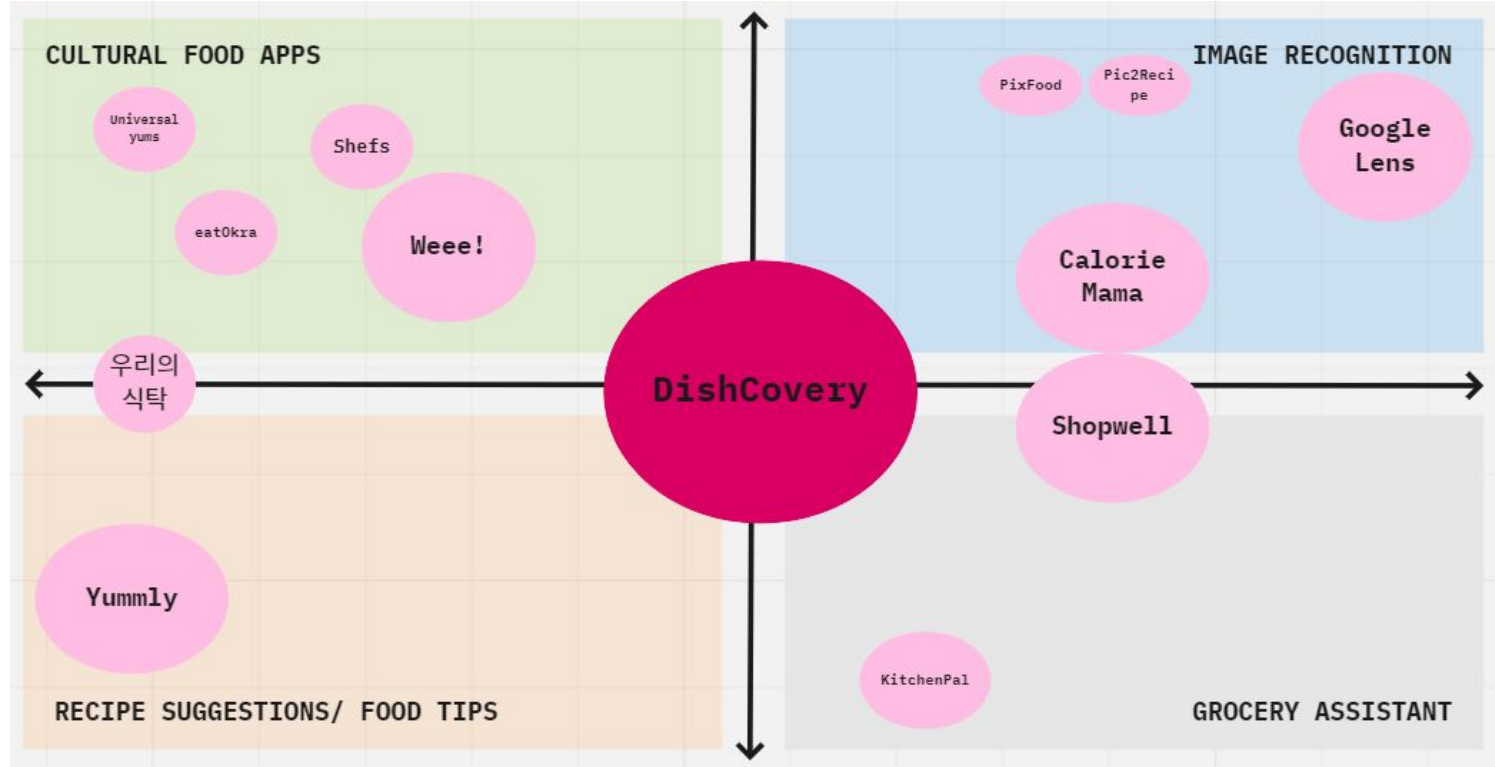 CULTURAL FOOD APPS
IMAGE RECOGNITION
Universal
yums
Shefs
eatOkra
Weee!
PixFood
Pic2Reci
pe
Google
Lens
Calorie
Mama
우리의
식탁
DishCovery
Shopwell
Yummly
KitchenPal
RECIPE SUGGESTIONS/ FOOD TIPS
GROCERY ASSISTANT